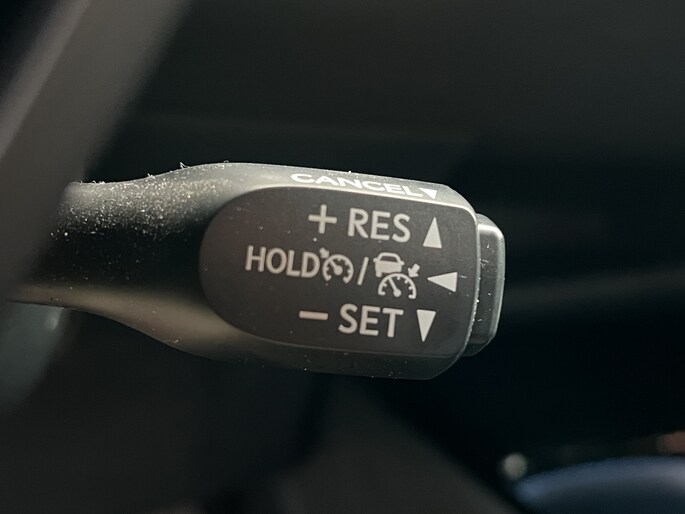 CANCEL▼
+ RES ▲
HOLD / ◀
− SET ▼